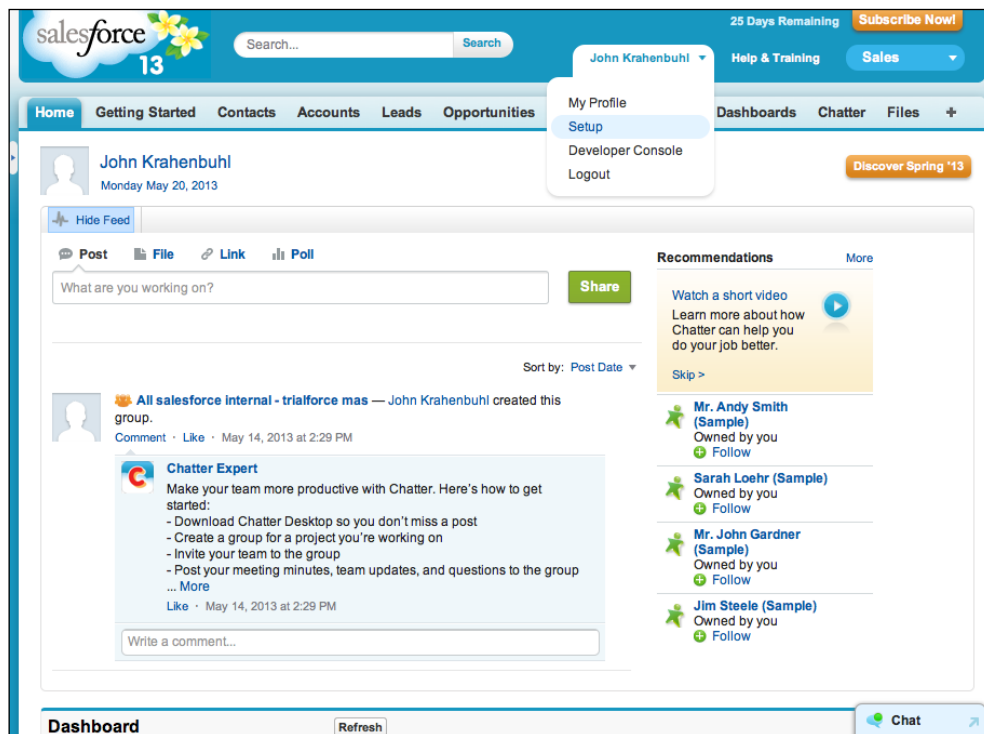 25 Days Remaining Subscribe Now!
salesforce
13
Search... Search
John Krahenbuhl Help & Training Sales
My Profile
Setup
Developer Console
Logout
Home Getting Started Contacts Accounts Leads Opportunities Dashboards Chatter Files +
John Krahenbuhl
Monday May 20, 2013
Discover Spring '13
Hide Feed
Post File Link Poll
What are you working on? Share
Sort by: Post Date
All salesforce internal - trialforce mas — John Krahenbuhl created this
group.
Comment · Like · May 14, 2013 at 2:29 PM
Chatter Expert
Make your team more productive with Chatter. Here's how to get
started:
- Download Chatter Desktop so you don't miss a post
- Create a group for a project you're working on
- Invite your team to the group
- Post your meeting minutes, team updates, and questions to the group
... More
Like · May 14, 2013 at 2:29 PM
Write a comment...
Recommendations More
Watch a short video
Learn more about how
Chatter can help you
do your job better.
Skip >
Mr. Andy Smith
(Sample)
Owned by you
Follow
Sarah Loehr (Sample)
Owned by you
Follow
Mr. John Gardner
(Sample)
Owned by you
Follow
Jim Steele (Sample)
Owned by you
Follow
Dashboard Refresh
Chat